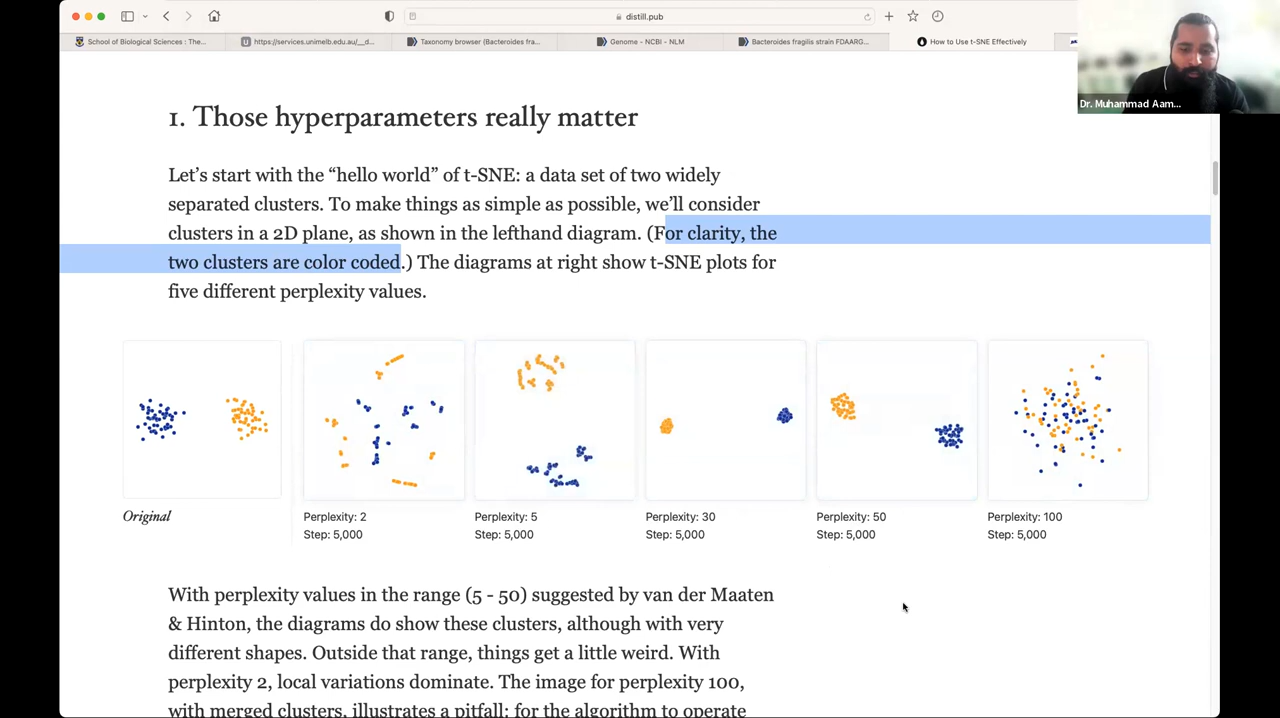 distill.pub
School of Biological Sciences : The...
https://services.unimelb.edu.au/__d...
Taxonomy browser (Bacteroides fra...
Genome - NCBI - NLM
Bacteroides fragilis strain FDAARG...
How to Use t-SNE Effectively
Dr. Muhammad Aam...
1. Those hyperparameters really matter
Let’s start with the “hello world” of t-SNE: a data set of two widely
separated clusters. To make things as simple as possible, we’ll consider
clusters in a 2D plane, as shown in the lefthand diagram. (For clarity, the
two clusters are color coded.) The diagrams at right show t-SNE plots for
five different perplexity values.
Original
Perplexity: 2
Step: 5,000
Perplexity: 5
Step: 5,000
Perplexity: 30
Step: 5,000
Perplexity: 50
Step: 5,000
Perplexity: 100
Step: 5,000
With perplexity values in the range (5 - 50) suggested by van der Maaten
& Hinton, the diagrams do show these clusters, although with very
different shapes. Outside that range, things get a little weird. With
perplexity 2, local variations dominate. The image for perplexity 100,
with merged clusters, illustrates a pitfall: for the algorithm to operate